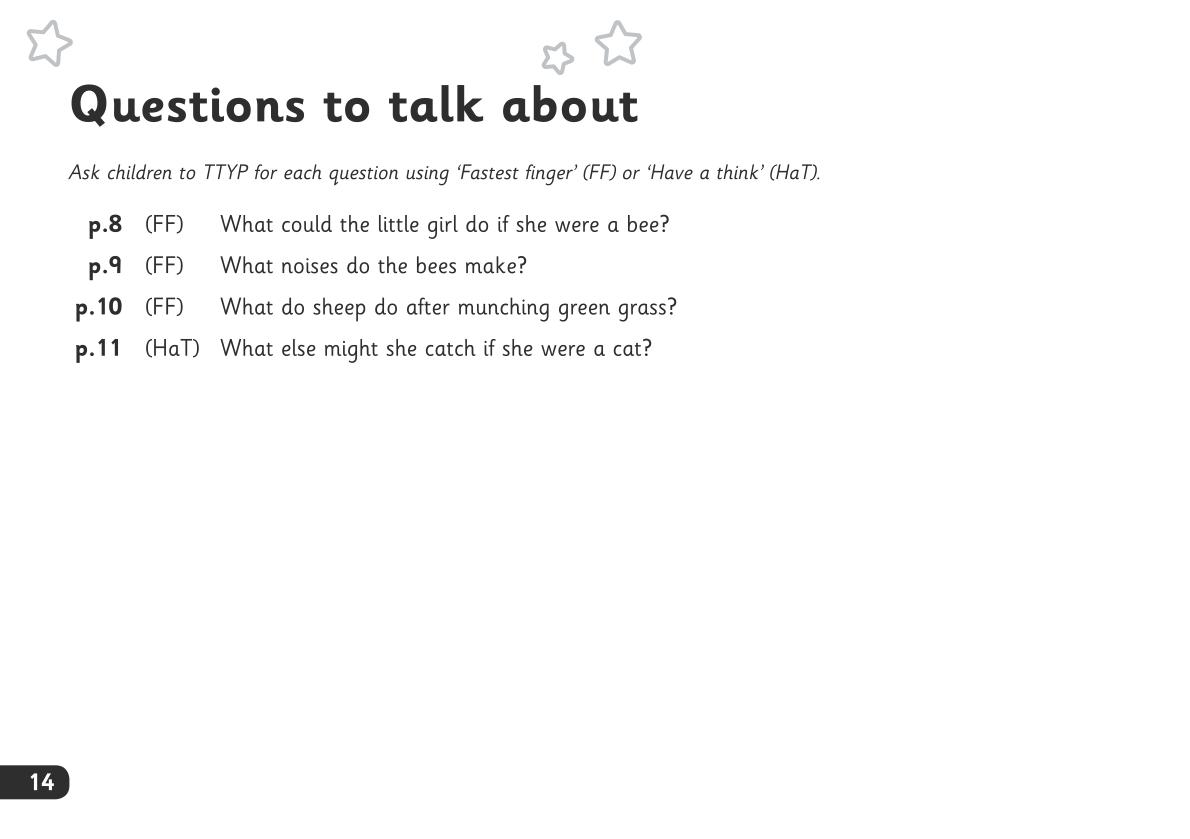 Questions to talk about
Ask children to TTYP for each question using ‘Fastest finger’ (FF) or ‘Have a think’ (HaT).
p.8 (FF) What could the little girl do if she were a bee?
p.9 (FF) What noises do the bees make?
p.10 (FF) What do sheep do after munching green grass?
p.11 (HaT) What else might she catch if she were a cat?
14